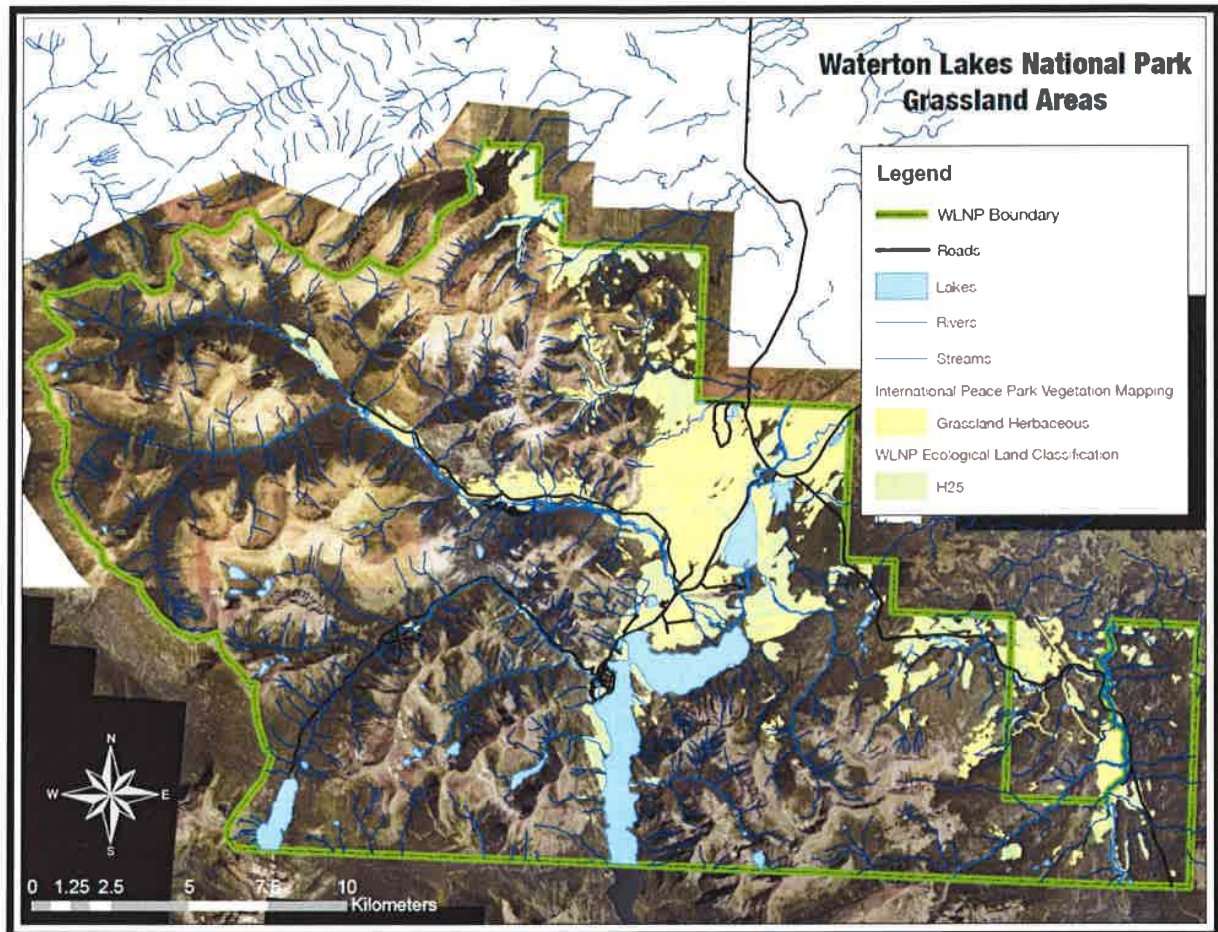 Waterton Lakes National Park
Grassland Areas
Legend
WLNP Boundary
Roads
Lakes
Rivers
Streams
International Peace Park Vegetation Mapping
Grassland Herbaceous
WLNP Ecological Land Classification
H25
N
W E
S
0 1.25 2.5 5 7.5 10
Kilometers